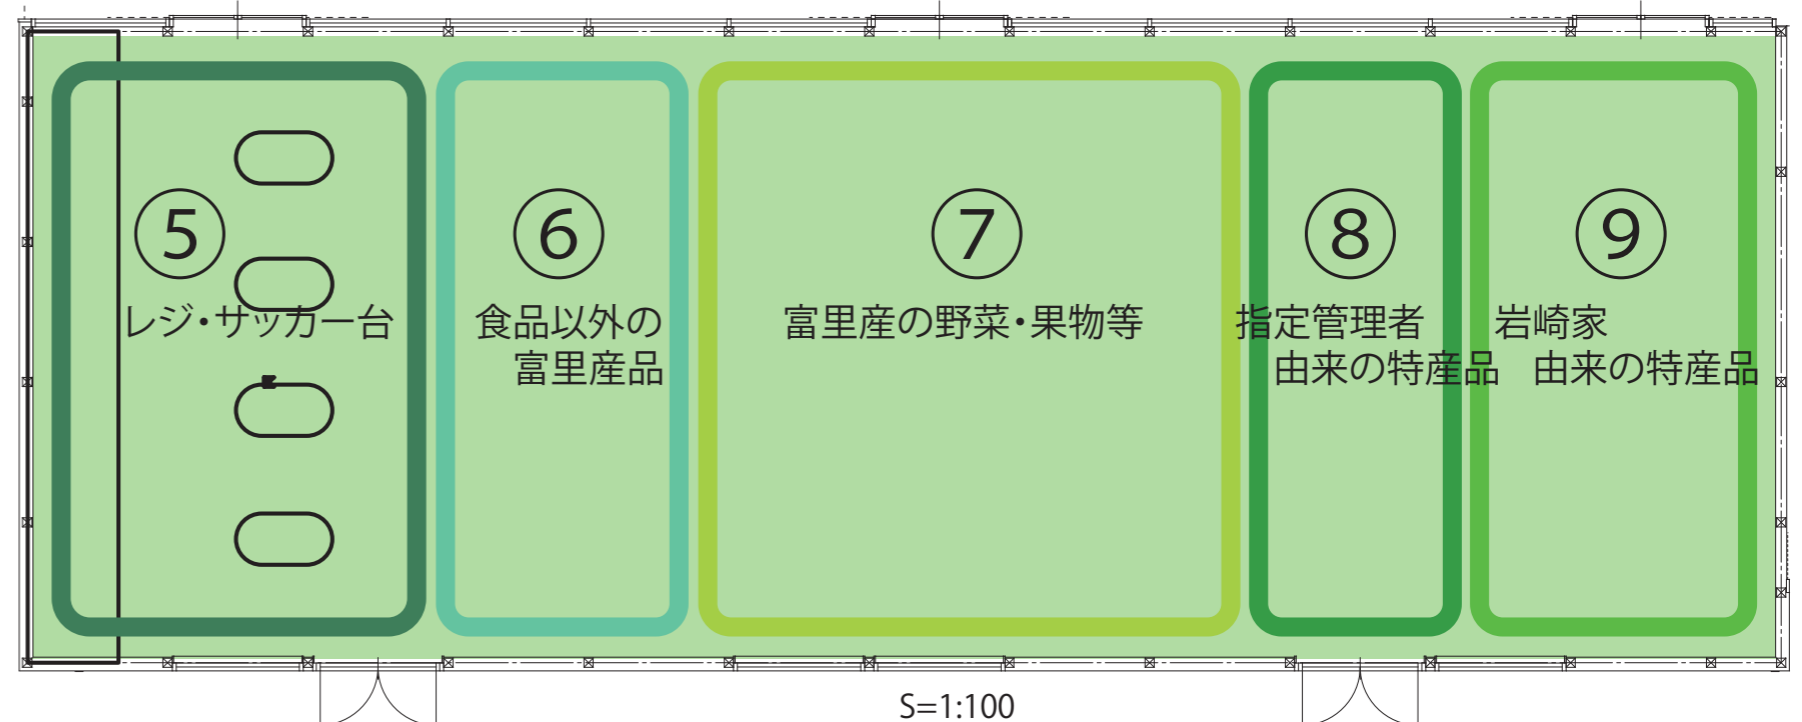 ⑤
レジ・サッカー台
⑥
食品以外の
富里産品
⑦
富里産の野菜・果物等
⑧
指定管理者
由来の特産品
⑨
岩崎家
由来の特産品
S=1:100